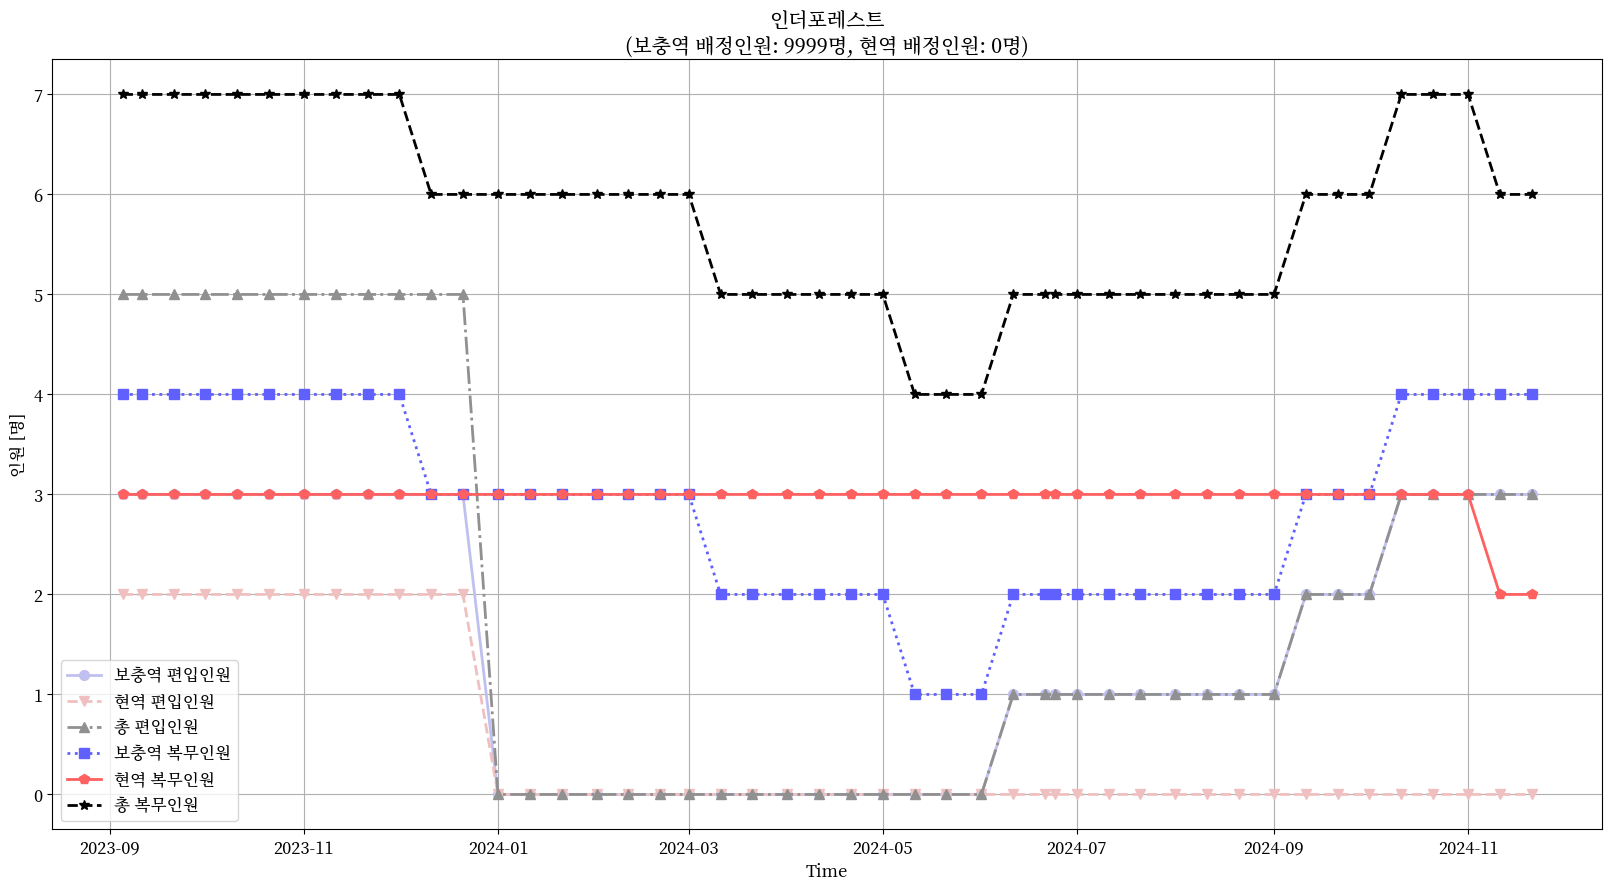 인더포레스트
(보충역 배정인원: 9999명, 현역 배정인원: 0명)
인원 [명]
7
6
5
4
3
2
1
0
보충역 편입인원
현역 편입인원
총 편입인원
보충역 복무인원
현역 복무인원
총 복무인원
2023-09
2023-11
2024-01
2024-03
2024-05
2024-07
2024-09
2024-11
Time